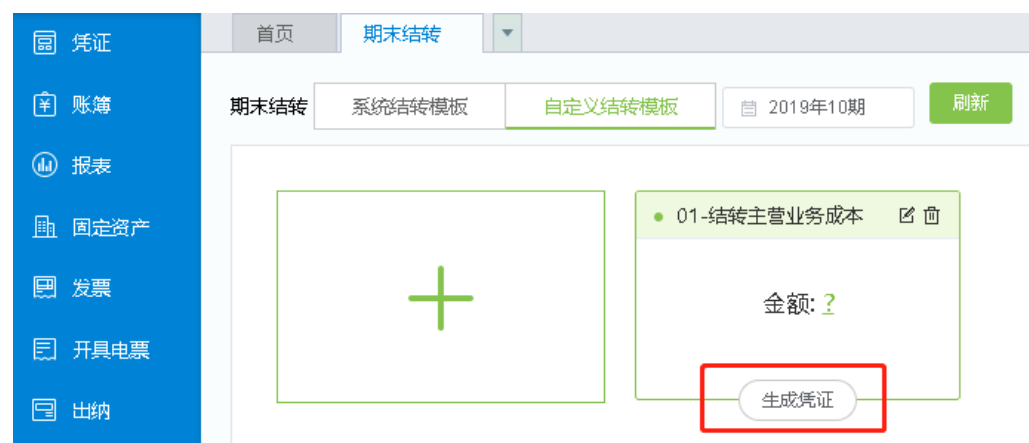 凭证
账簿
报表
固定资产
发票
开具电票
出纳
首页 期末结转
期末结转 系统结转模板 自定义结转模板 2019年10期 刷新
01-结转主营业务成本
金额: ?
生成凭证